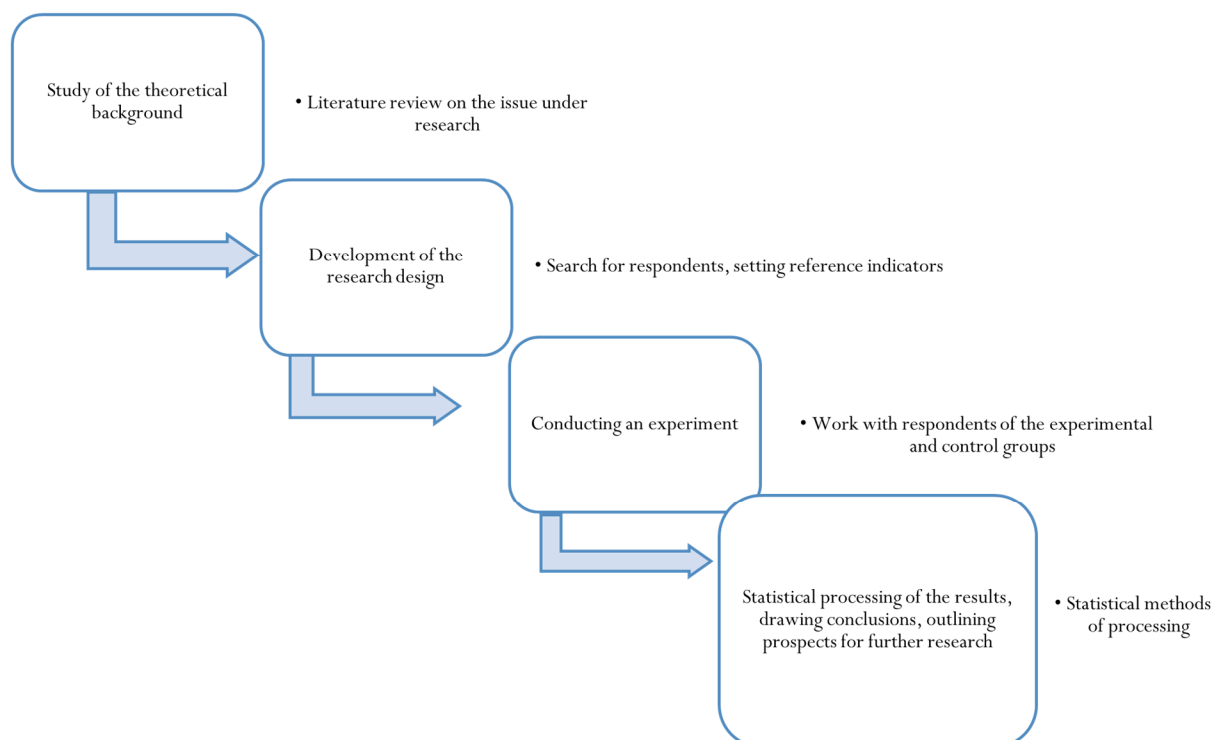 Study of the theoretical
background
• Literature review on the issue under
research
Development of the
research design
• Search for respondents, setting reference indicators
Conducting an experiment
• Work with respondents of the experimental
and control groups
Statistical processing of the results,
drawing conclusions, outlining
prospects for further research
• Statistical methods
of processing